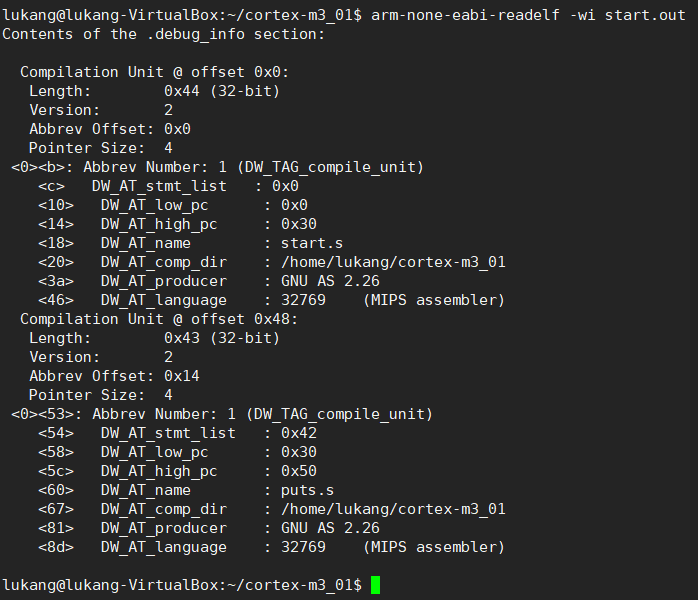 lukang@lukang-VirtualBox:~/cortex-m3_01$ arm-none-eabi-readelf -wi start.out
Contents of the .debug_info section:

  Compilation Unit @ offset 0x0:
   Length:        0x44 (32-bit)
   Version:       2
   Abbrev Offset: 0x0
   Pointer Size:  4
 <0><b>: Abbrev Number: 1 (DW_TAG_compile_unit)
    <c>   DW_AT_stmt_list   : 0x0
    <10>   DW_AT_low_pc      : 0x0
    <14>   DW_AT_high_pc     : 0x30
    <18>   DW_AT_name        : start.s
    <20>   DW_AT_comp_dir    : /home/lukang/cortex-m3_01
    <3a>   DW_AT_producer    : GNU AS 2.26
    <46>   DW_AT_language    : 32769    (MIPS assembler)
  Compilation Unit @ offset 0x48:
   Length:        0x43 (32-bit)
   Version:       2
   Abbrev Offset: 0x14
   Pointer Size:  4
 <0><53>: Abbrev Number: 1 (DW_TAG_compile_unit)
    <54>   DW_AT_stmt_list   : 0x42
    <58>   DW_AT_low_pc      : 0x30
    <5c>   DW_AT_high_pc     : 0x50
    <60>   DW_AT_name        : puts.s
    <67>   DW_AT_comp_dir    : /home/lukang/cortex-m3_01
    <81>   DW_AT_producer    : GNU AS 2.26
    <8d>   DW_AT_language    : 32769    (MIPS assembler)

lukang@lukang-VirtualBox:~/cortex-m3_01$